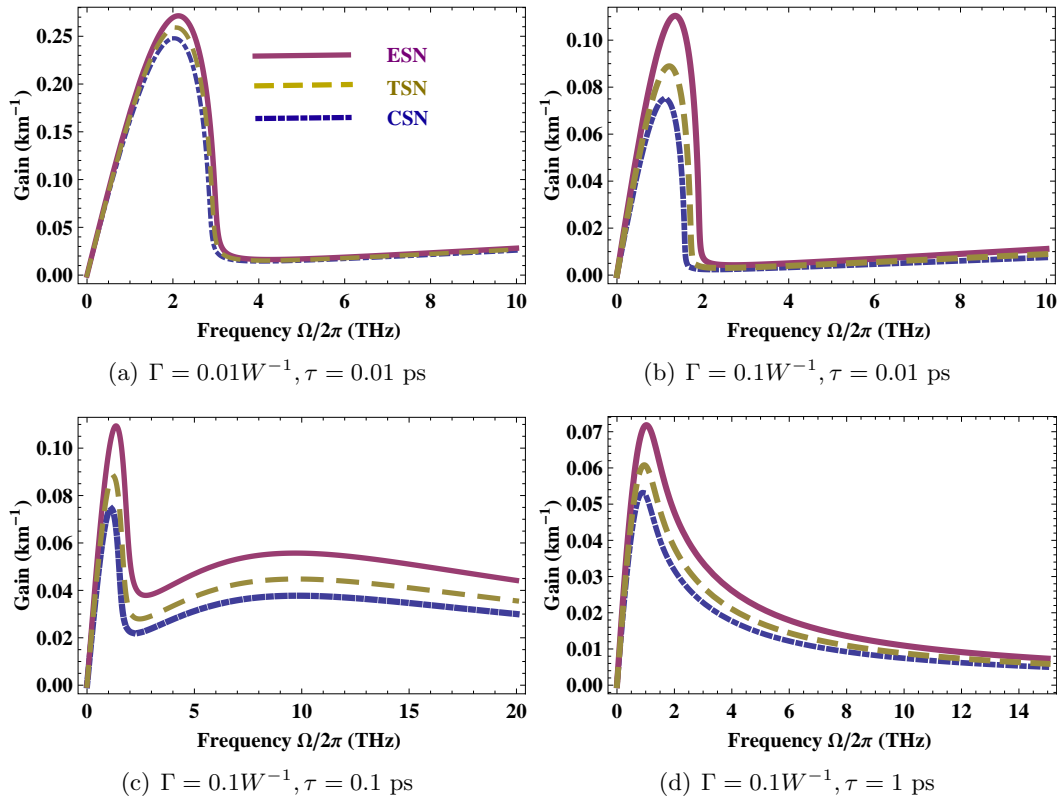 ESN
TSN
CSN
Gain (km⁻¹)
0.25
0.20
0.15
0.10
0.05
0.00
0 2 4 6 8 10
Frequency Ω/2π (THz)
(a) Γ = 0.01W⁻¹, τ = 0.01 ps
Gain (km⁻¹)
0.10
0.08
0.06
0.04
0.02
0.00
0 2 4 6 8 10
Frequency Ω/2π (THz)
(b) Γ = 0.1W⁻¹, τ = 0.01 ps
Gain (km⁻¹)
0.10
0.08
0.06
0.04
0.02
0.00
0 5 10 15 20
Frequency Ω/2π (THz)
(c) Γ = 0.1W⁻¹, τ = 0.1 ps
Gain (km⁻¹)
0.07
0.06
0.05
0.04
0.03
0.02
0.01
0.00
0 2 4 6 8 10 12 14
Frequency Ω/2π (THz)
(d) Γ = 0.1W⁻¹, τ = 1 ps